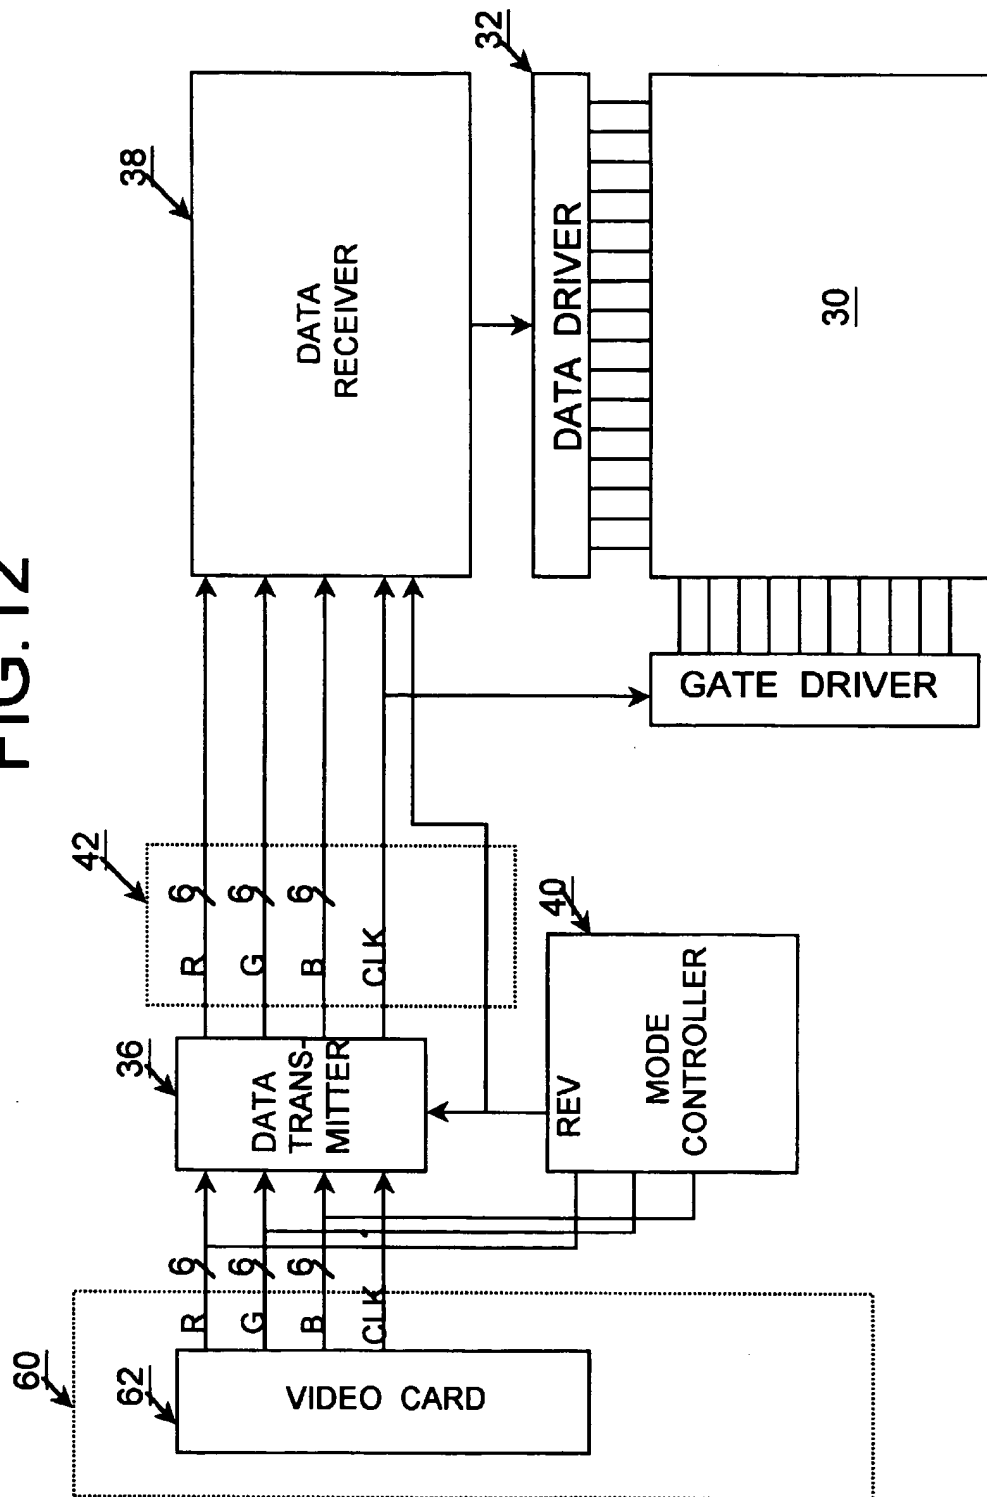 FIG.12
60
62
VIDEO CARD
R
6
G
6
B
6
CLK
36
DATA
TRANS-
MITTER
42
R
6
G
6
B
6
CLK
REV
40
MODE
CONTROLLER
38
DATA
RECEIVER
32
DATA DRIVER
GATE DRIVER
30